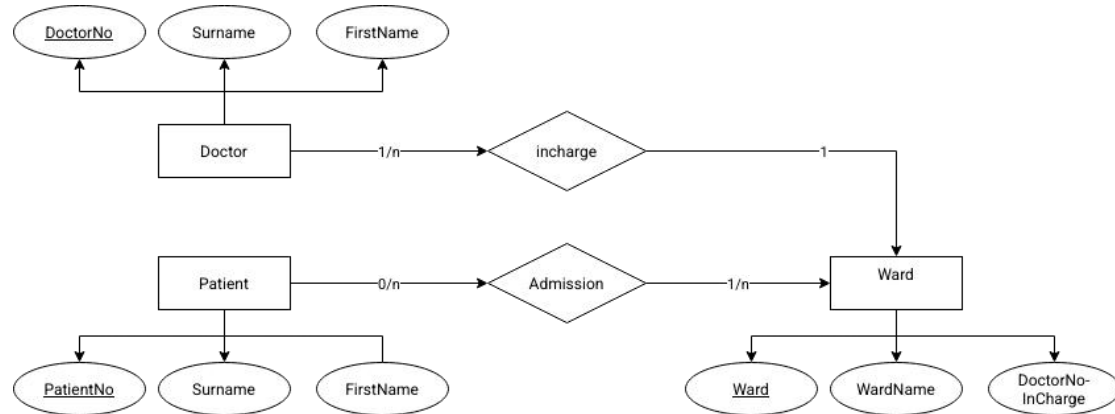 DoctorNo
Surname
FirstName
Doctor
1/n
incharge
1
Patient
0/n
Admission
1/n
Ward
PatientNo
Surname
FirstName
Ward
WardName
DoctorNo-
InCharge